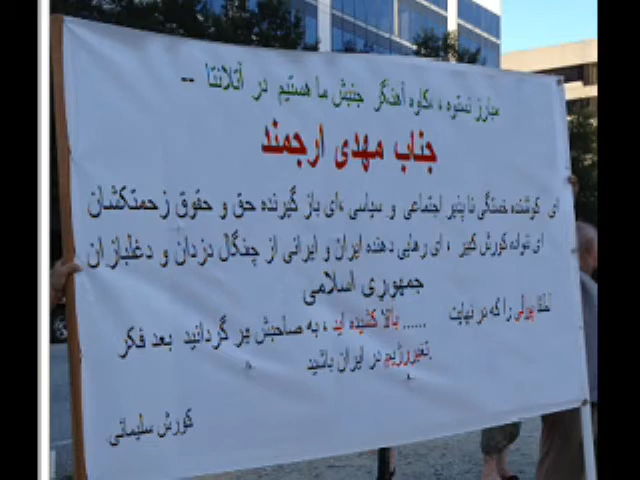 مبارز نستوه ، کاوه آهنگر جنبش ما هستیم در آتلانتا --
جناب مهدی ارجمند
ای کوشنده خستگی نا پذیر اجتماعی و سیاسی ،ای باز گیرنده حق و حقوق زحمتکشان
ای نواده کورش کبیر ، ای رهایی دهنده ایران و ایرانی از چنگال دزدان و دغلبازان
جمهوری اسلامی
لطفا پولی را که در نهایت ...... بالا کشیده اید ، به صاحبش بر گردانید بعد فکر
تغییررژیم در ایران باشید
کورش سلیمانی